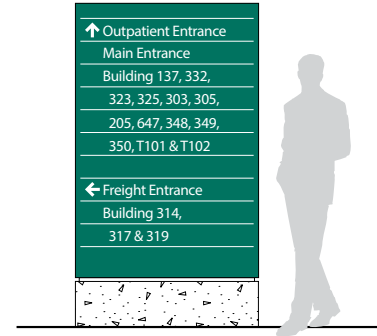 Outpatient Entrance
Main Entrance
Building 137, 332,
323, 325, 303, 305,
205, 647, 348, 349,
350, T101 & T102
Freight Entrance
Building 314,
317 & 319